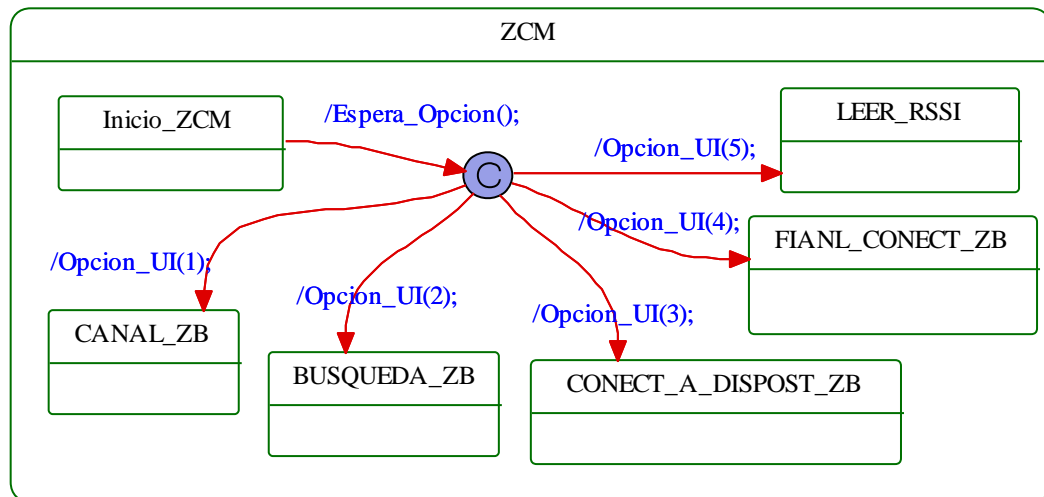 ZCM
Inicio_ZCM
/Espera_Opcion();
LEER_RSSI
/Opcion_UI(5);
C
/Opcion_UI(4);
FIANL_CONECT_ZB
/Opcion_UI(1);
/Opcion_UI(2);
/Opcion_UI(3);
CANAL_ZB
BUSQUEDA_ZB
CONECT_A_DISPOST_ZB